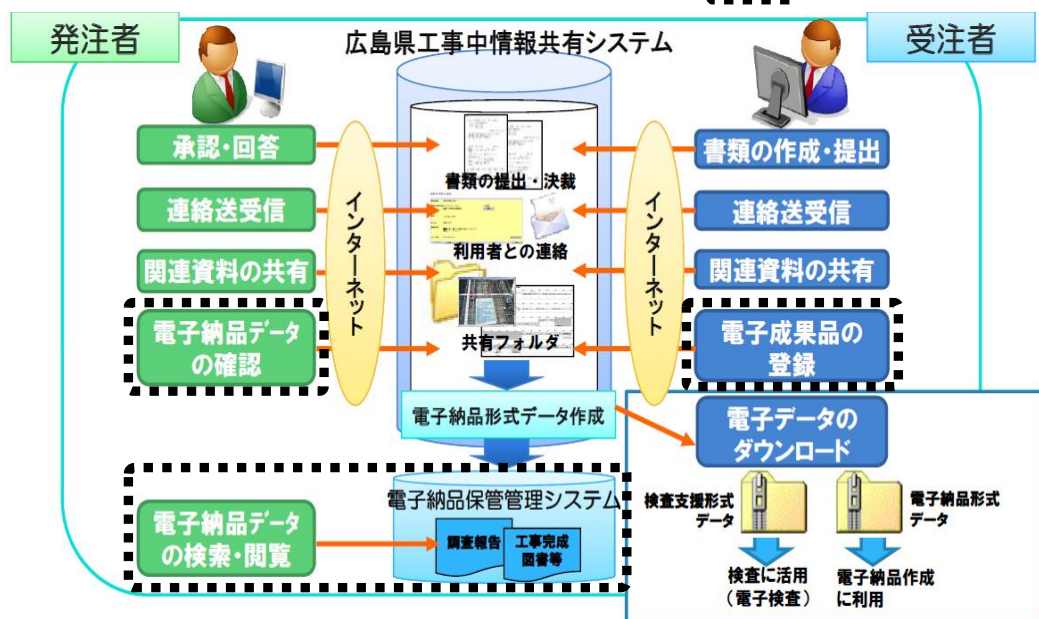 発注者
広島県工事中情報共有システム
受注者
承認・回答
連絡送受信
関連資料の共有
電子納品データ
の確認
インターネット
書類の提出・決裁
利用者との連絡
共有フォルダ
インターネット
書類の作成・提出
連絡送受信
関連資料の共有
電子成果品の
登録
電子納品形式データ作成
電子データの
ダウンロード
検査支援形式
データ
電子納品形式
データ
検査に活用
（電子検査）
電子納品作成
に利用
電子納品データ
の検索・閲覧
電子納品保管管理システム
調査報告
工事完成
図書等